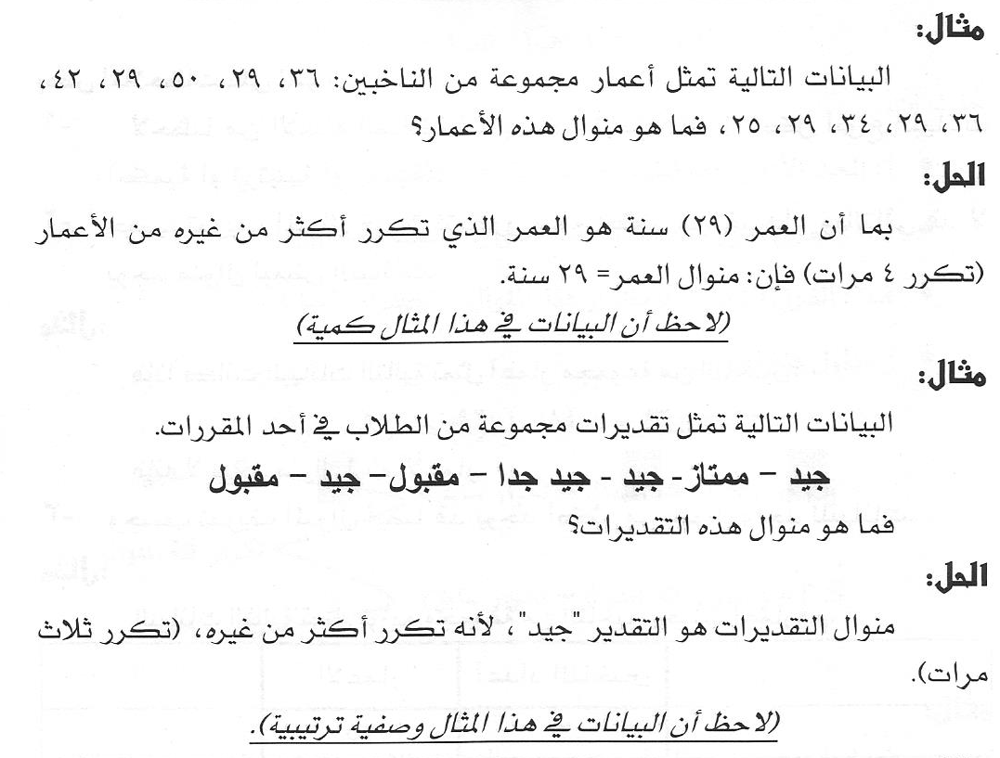 مثال:
البيانات التالية تمثل أعمار مجموعة من الناخبين: ٣٦، ٢٩، ٥٠، ٢٩، ٤٢،
٣٦، ٢٩، ٣٤، ٢٩، ٢٥، فما هو منوال هذه الأعمار؟
الحل:
بما أن العمر (٢٩) سنة هو العمر الذي تكرر أكثر من غيره من الأعمار
(تكرر ٤ مرات) فإن: منوال العمر= ٢٩ سنة.
(لاحظ أن البيانات في هذا المثال كمية)
مثال:
البيانات التالية تمثل تقديرات مجموعة من الطلاب في أحد المقررات.
جيد – ممتاز- جيد - جيد جدا – مقبول– جيد – مقبول
فما هو منوال هذه التقديرات؟
الحل:
منوال التقديرات هو التقدير "جيد"، لأنه تكرر أكثر من غيره، (تكرر ثلاث
مرات).
(لاحظ أن البيانات في هذا المثال وصفية ترتيبية).